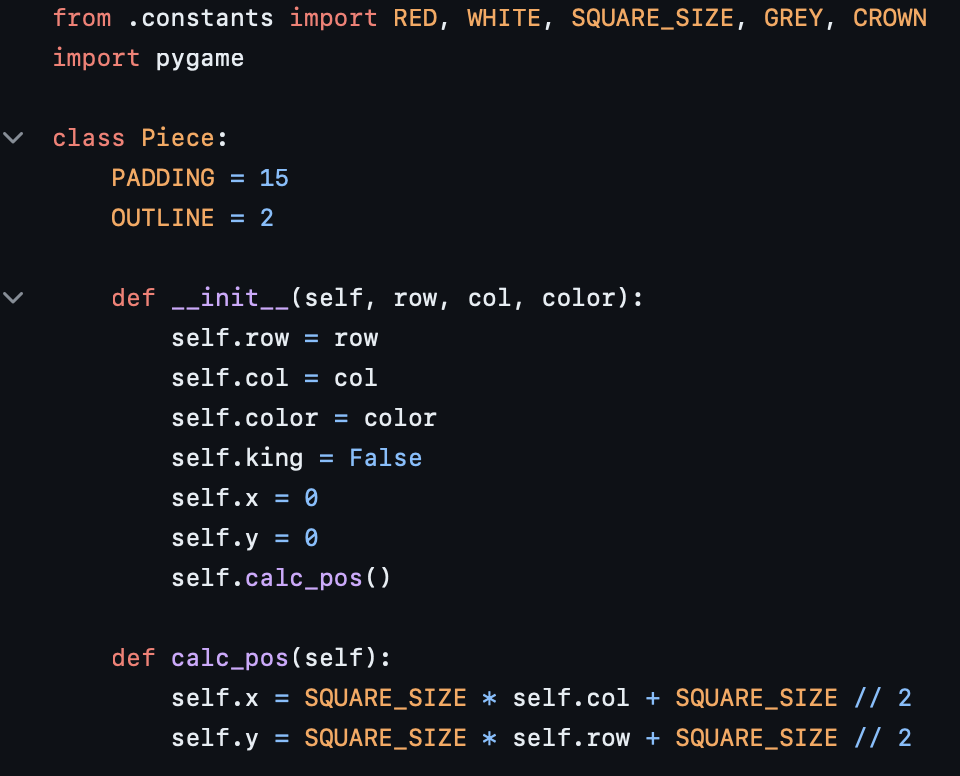 from .constants import RED, WHITE, SQUARE_SIZE, GREY, CROWN
import pygame

class Piece:
    PADDING = 15
    OUTLINE = 2

    def __init__(self, row, col, color):
        self.row = row
        self.col = col
        self.color = color
        self.king = False
        self.x = 0
        self.y = 0
        self.calc_pos()

    def calc_pos(self):
        self.x = SQUARE_SIZE * self.col + SQUARE_SIZE // 2
        self.y = SQUARE_SIZE * self.row + SQUARE_SIZE // 2